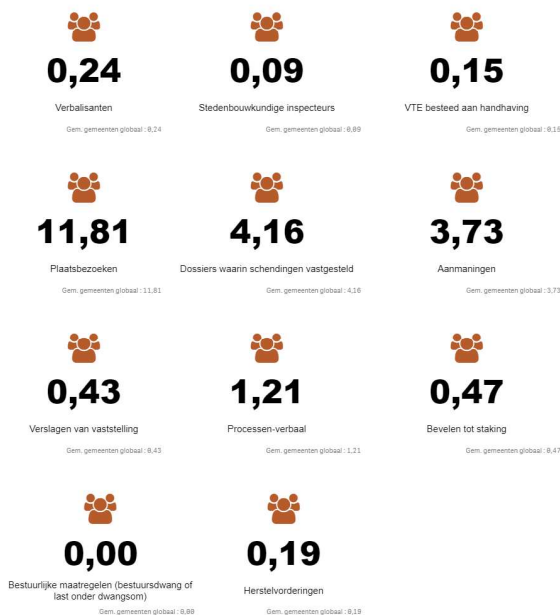 0,24
Verbalisanten
Gem. gemeenten globaal : 0,24
0,09
Stedenbouwkundige inspecteurs
Gem. gemeenten globaal : 0,09
0,15
VTE besteed aan handhaving
Gem. gemeenten globaal : 0,15
11,81
Plaatsbezoeken
Gem. gemeenten globaal : 11,81
4,16
Dossiers waarin schendingen vastgesteld
Gem. gemeenten globaal : 4,16
3,73
Aanmaningen
Gem. gemeenten globaal : 3,73
0,43
Verslagen van vaststelling
Gem. gemeenten globaal : 0,43
1,21
Processen-verbaal
Gem. gemeenten globaal : 1,21
0,47
Bevelen tot staking
Gem. gemeenten globaal : 0,47
0,00
Bestuurlijke maatregelen (bestuursdwang of
last onder dwangsom)
Gem. gemeenten globaal : 0,00
0,19
Herstelvorderingen
Gem. gemeenten globaal : 0,19